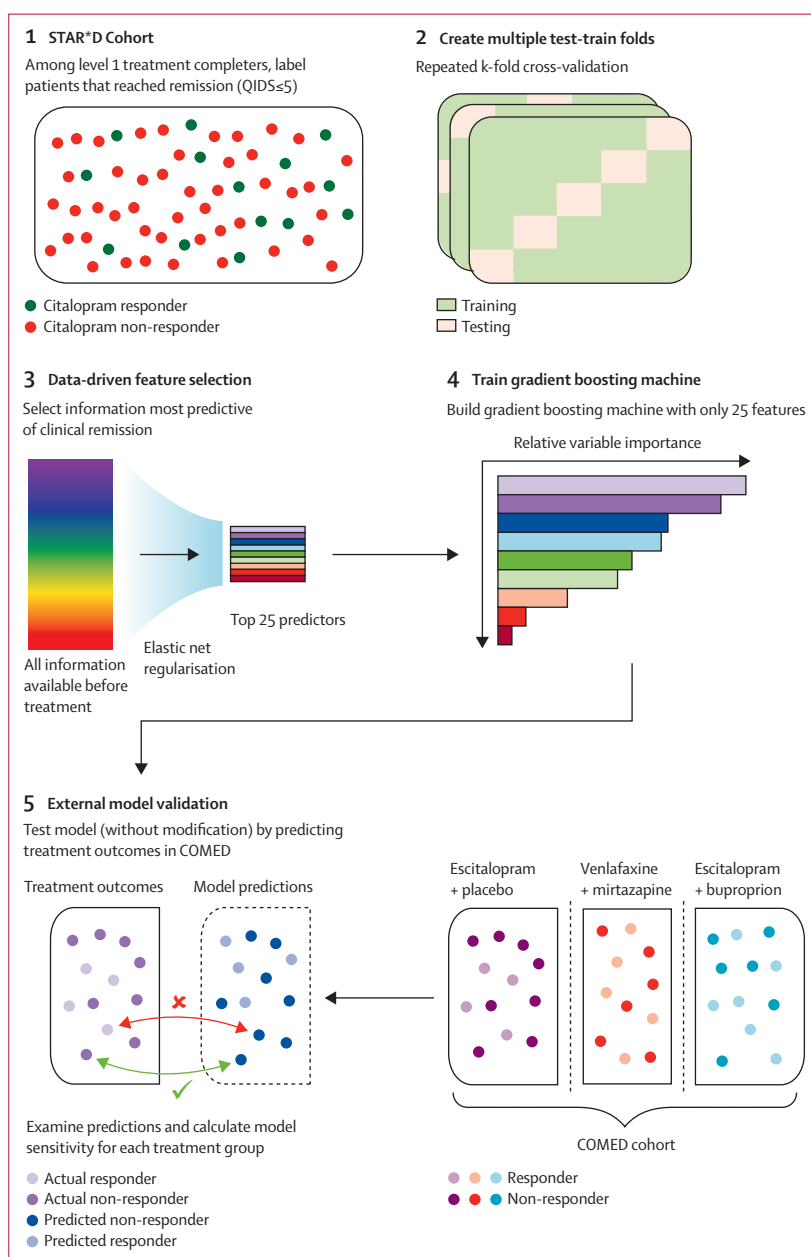 1 STAR*D Cohort
Among level 1 treatment completers, label
patients that reached remission (QIDS≤5)
Citalopram responder
Citalopram non-responder
2 Create multiple test-train folds
Repeated k-fold cross-validation
Training
Testing
3 Data-driven feature selection
Select information most predictive
of clinical remission
All information
available before
treatment
Elastic net
regularisation
Top 25 predictors
4 Train gradient boosting machine
Build gradient boosting machine with only 25 features
Relative variable importance
5 External model validation
Test model (without modification) by predicting
treatment outcomes in COMED
Treatment outcomes
Model predictions
Examine predictions and calculate model
sensitivity for each treatment group
Actual responder
Actual non-responder
Predicted non-responder
Predicted responder
Escitalopram
+ placebo
Venlafaxine
+ mirtazapine
Escitalopram
+ buproprion
COMED cohort
Responder
Non-responder